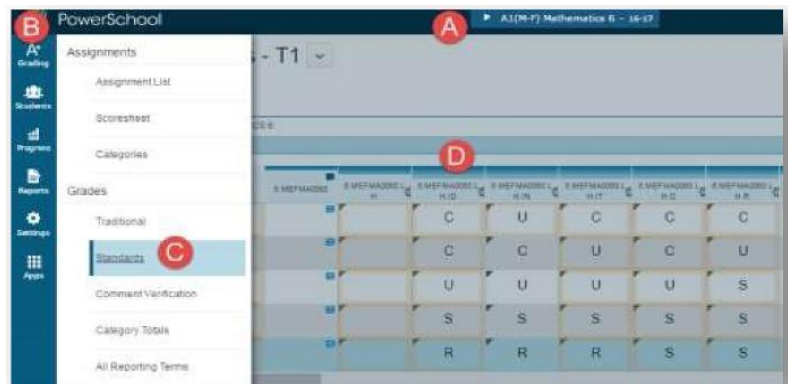 PowerSchool
A1(M-F) Mathematics 6 - 16-17
A
B
A+
Grading
Students
Progress
Reports
Settings
Apps
Assignments
Assignment List
Scoresheet
Categories
Grades
Traditional
Standards
C
Comment Verification
Category Totals
All Reporting Terms
- T1
D
C U C C C
C C U C U
U U U U S
S S S S S
R R R S S